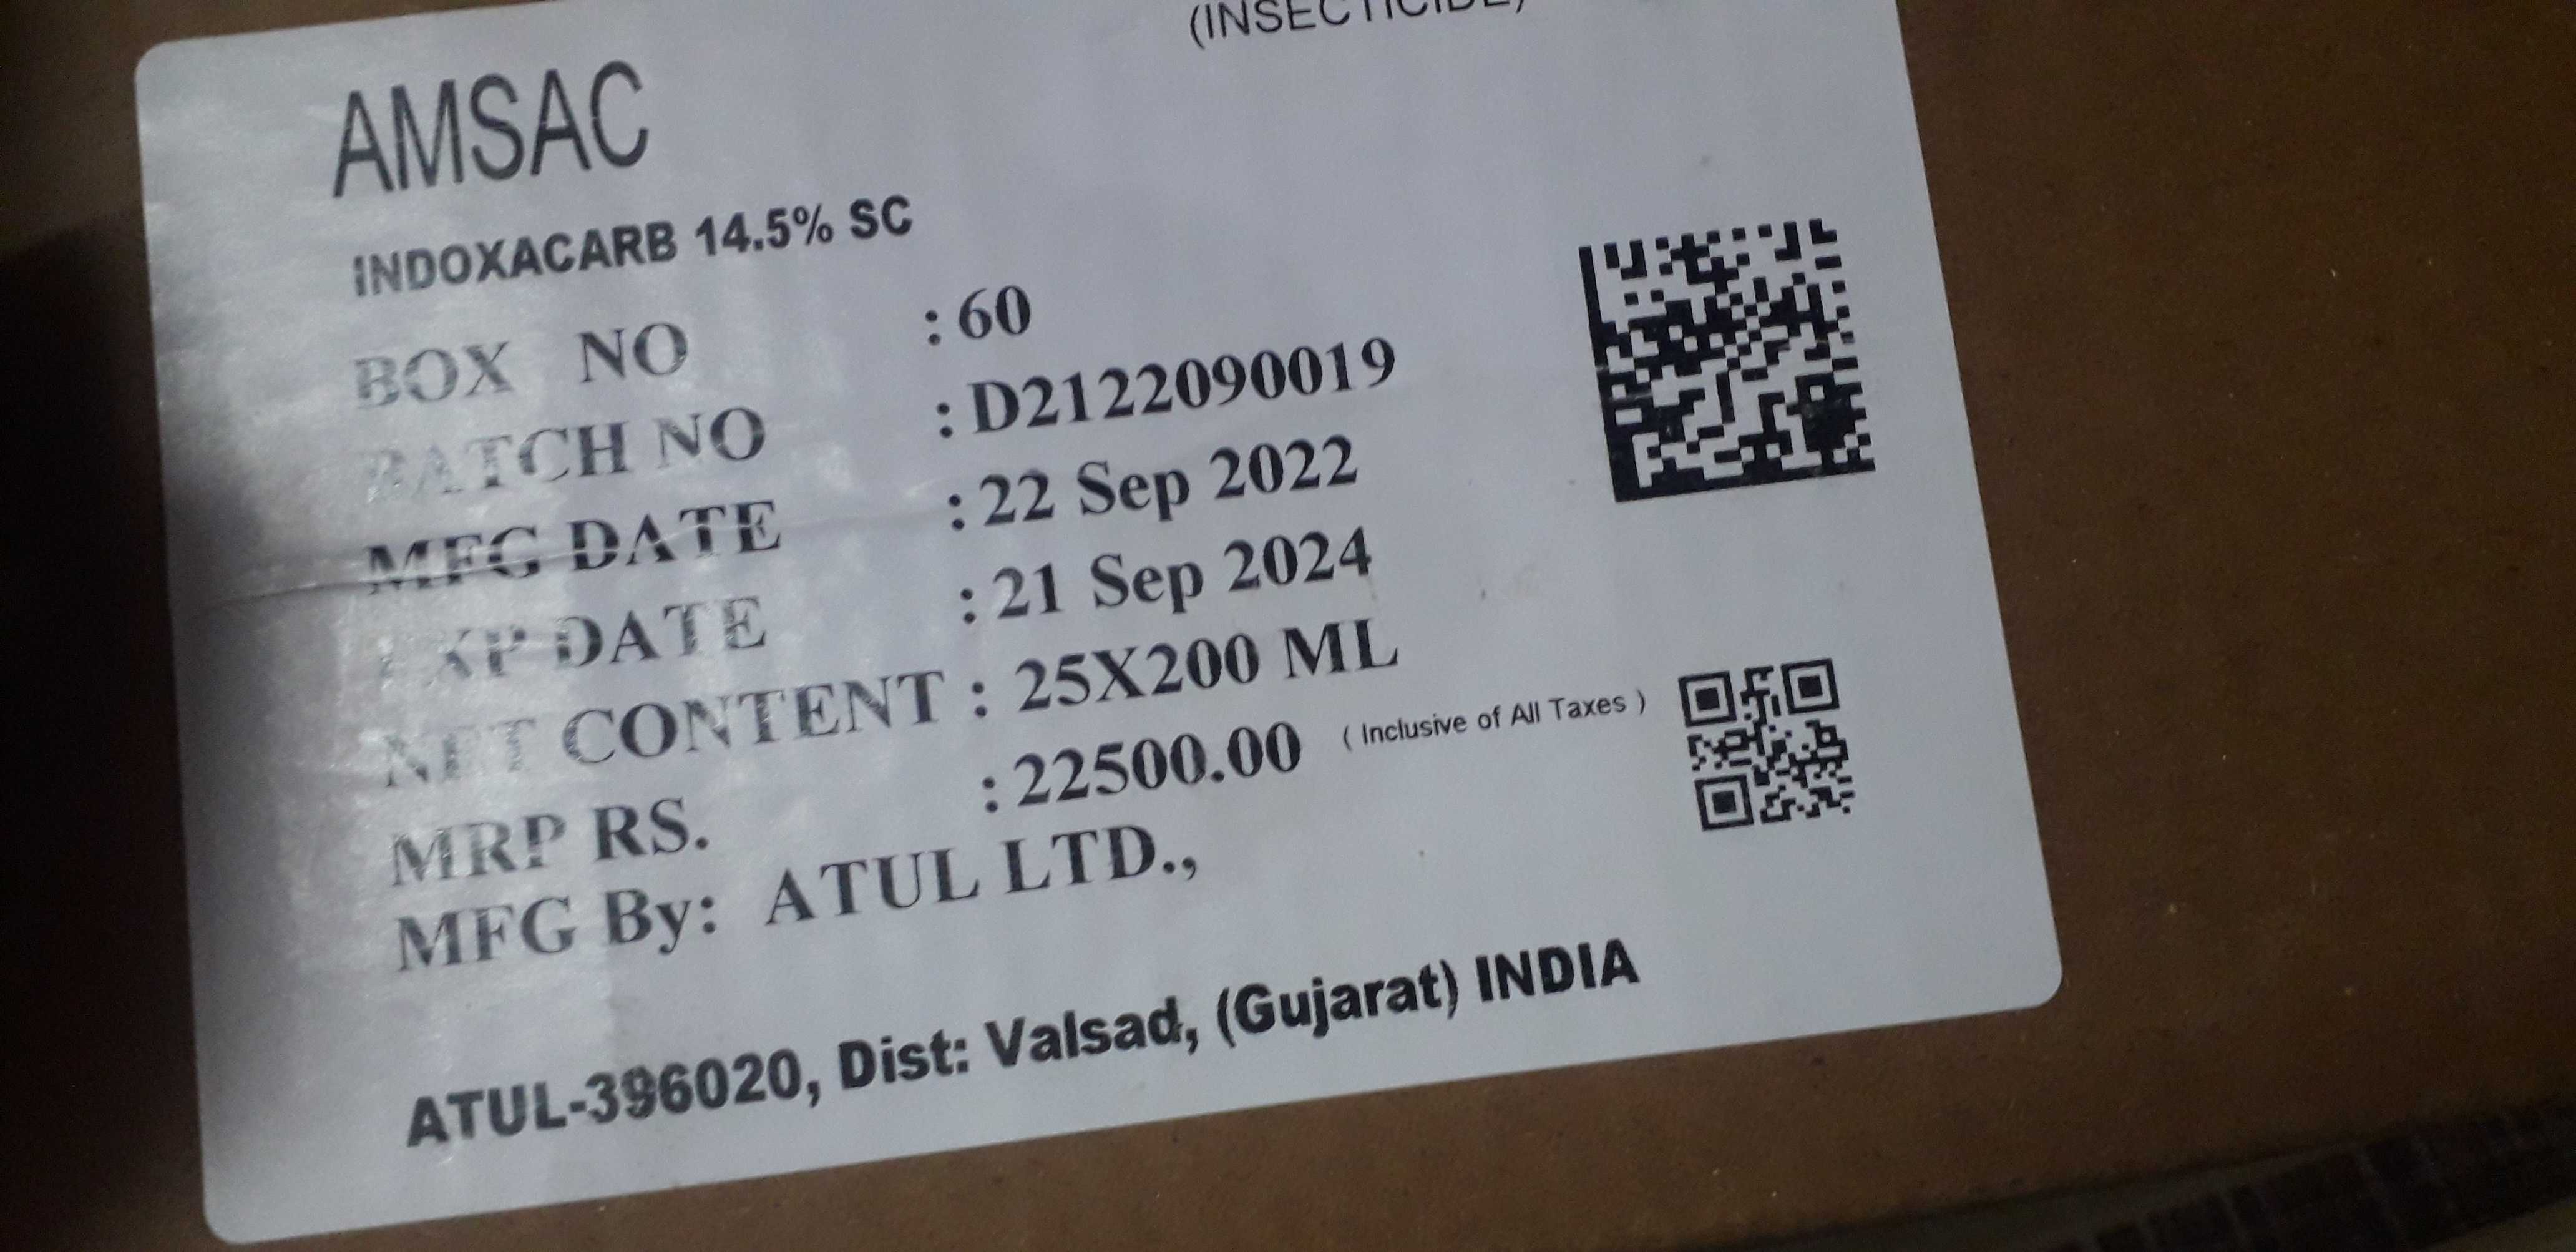 (INSECTICIDE)
AMSAC
INDOXACARB 14.5% SC
BOX NO : 60
BATCH NO : D2122090019
MFG DATE : 22 Sep 2022
EXP DATE : 21 Sep 2024
NET CONTENT : 25X200 ML
MRP RS. : 22500.00 ( Inclusive of All Taxes )
MFG By: ATUL LTD.,
ATUL-396020, Dist: Valsad, (Gujarat) INDIA